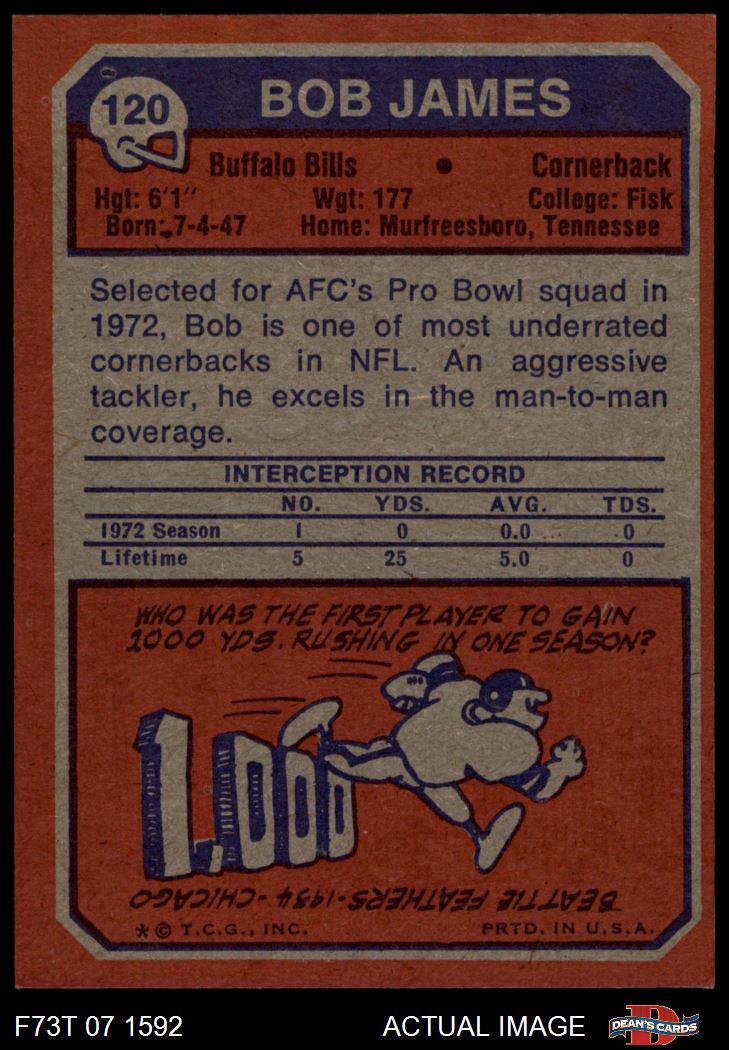 120
BOB JAMES
Buffalo Bills • Cornerback
Hgt: 6'1" Wgt: 177 College: Fisk
Born: 7-4-47 Home: Murfreesboro, Tennessee
Selected for AFC's Pro Bowl squad in
1972, Bob is one of most underrated
cornerbacks in NFL. An aggressive
tackler, he excels in the man-to-man
coverage.
INTERCEPTION RECORD
NO. YDS. AVG. TDS.
1972 Season 1 0 0.0 0
Lifetime 5 25 5.0 0
WHO WAS THE FIRST PLAYER TO GAIN
1000 YDS. RUSHING IN ONE SEASON?
1,000
BEATTIE FEATHERS-1934-CHICAGO
* © T.C.G., INC. PRTD. IN U.S.A.
F73T 07 1592 ACTUAL IMAGE DEAN'S CARDS